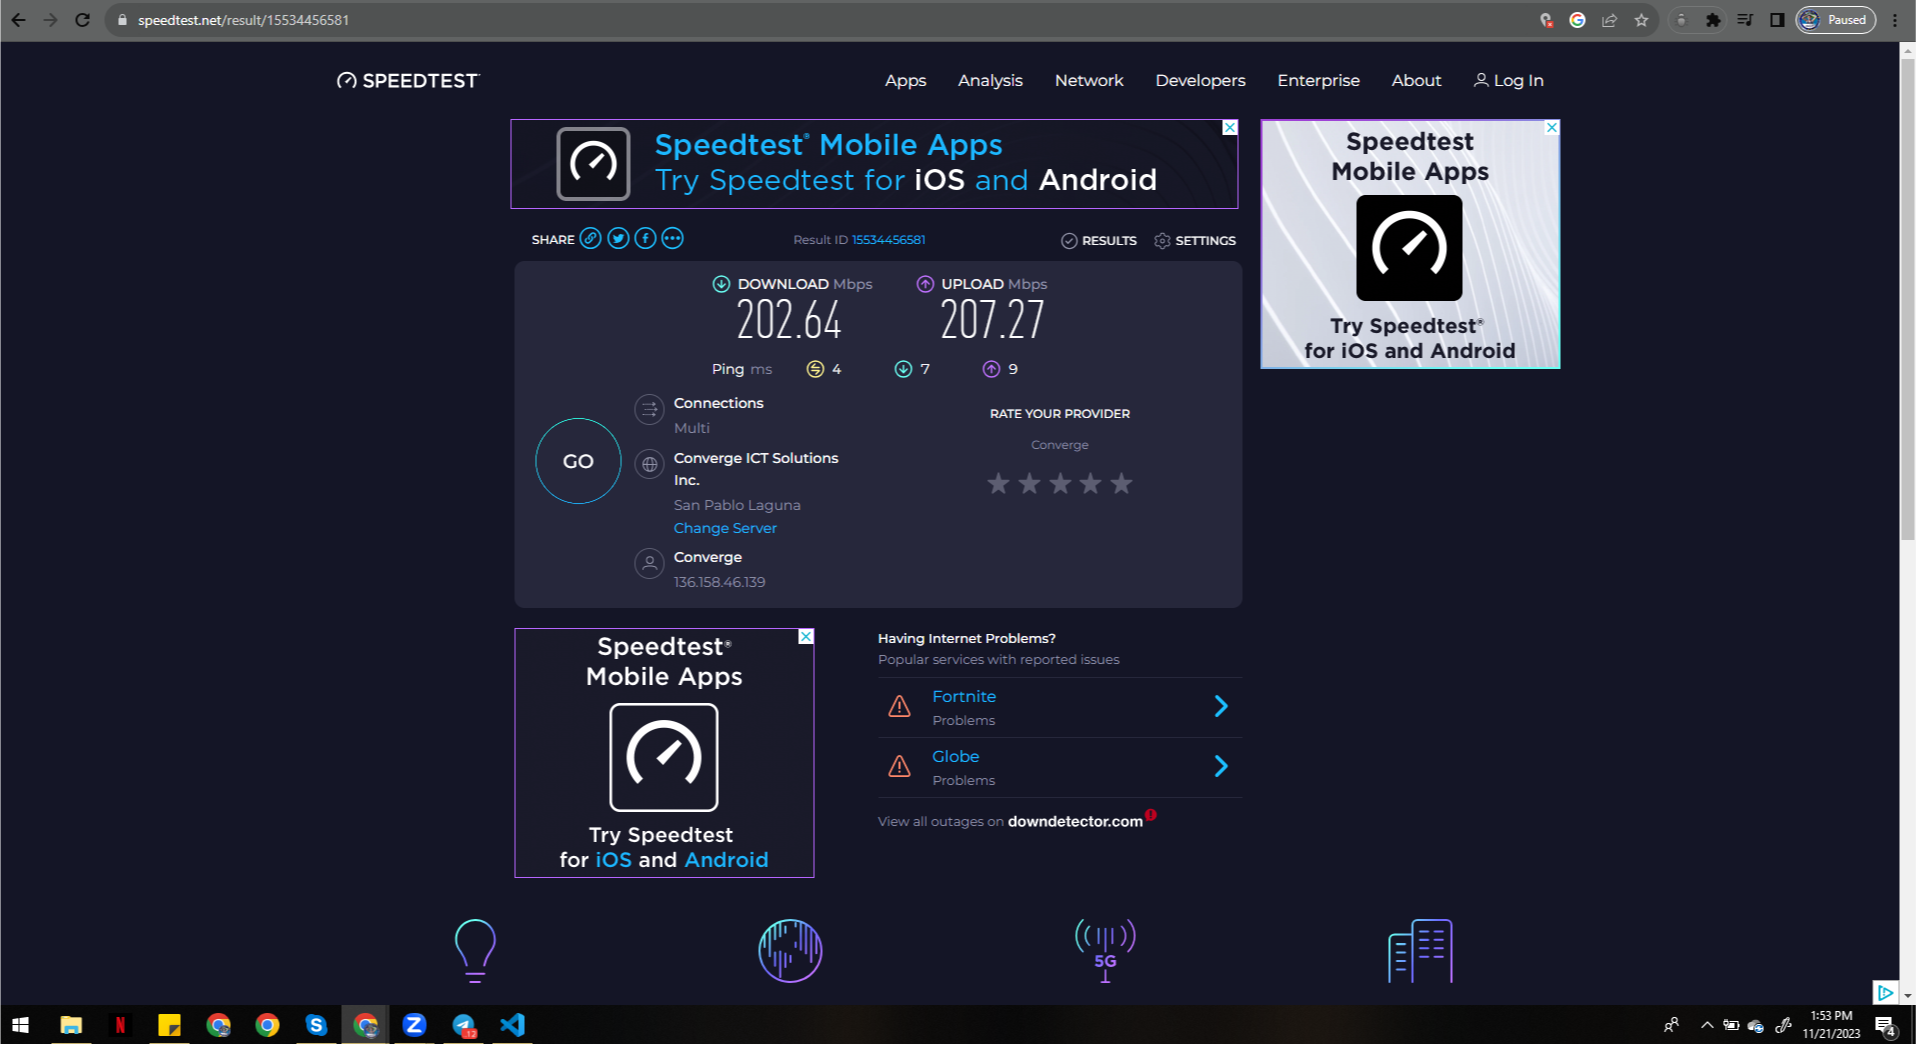 speedtest.net/result/15534456581
Paused
SPEEDTEST
Apps Analysis Network Developers Enterprise About Log In
Speedtest® Mobile Apps
Try Speedtest for iOS and Android
Speedtest
Mobile Apps
Try Speedtest®
for iOS and Android
SHARE Result ID 15534456581 RESULTS SETTINGS
DOWNLOAD Mbps UPLOAD Mbps
202.64 207.27
Ping ms 4 7 9
Connections
Multi
Converge ICT Solutions
Inc.
San Pablo Laguna
Change Server
Converge
136.158.46.139
GO
RATE YOUR PROVIDER
Converge
Speedtest®
Mobile Apps
Try Speedtest
for iOS and Android
Having Internet Problems?
Popular services with reported issues
Fortnite
Problems
Globe
Problems
View all outages on downdetector.com
5G
N
S
Z
12
1:53 PM
11/21/2023
4